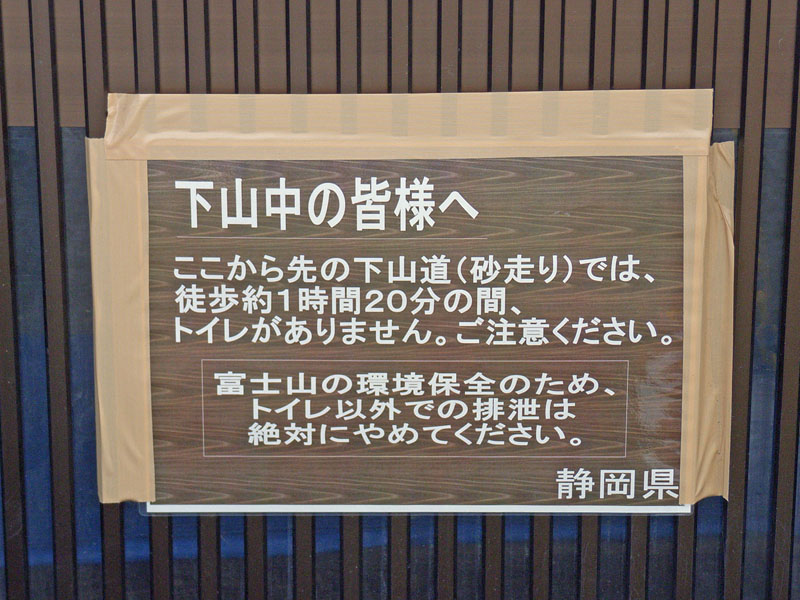 下山中の皆様へ
ここから先の下山道(砂走り)では、
徒歩約1時間20分の間、
トイレがありません。ご注意ください。
富士山の環境保全のため、
トイレ以外での排泄は
絶対にやめてください。
静岡県